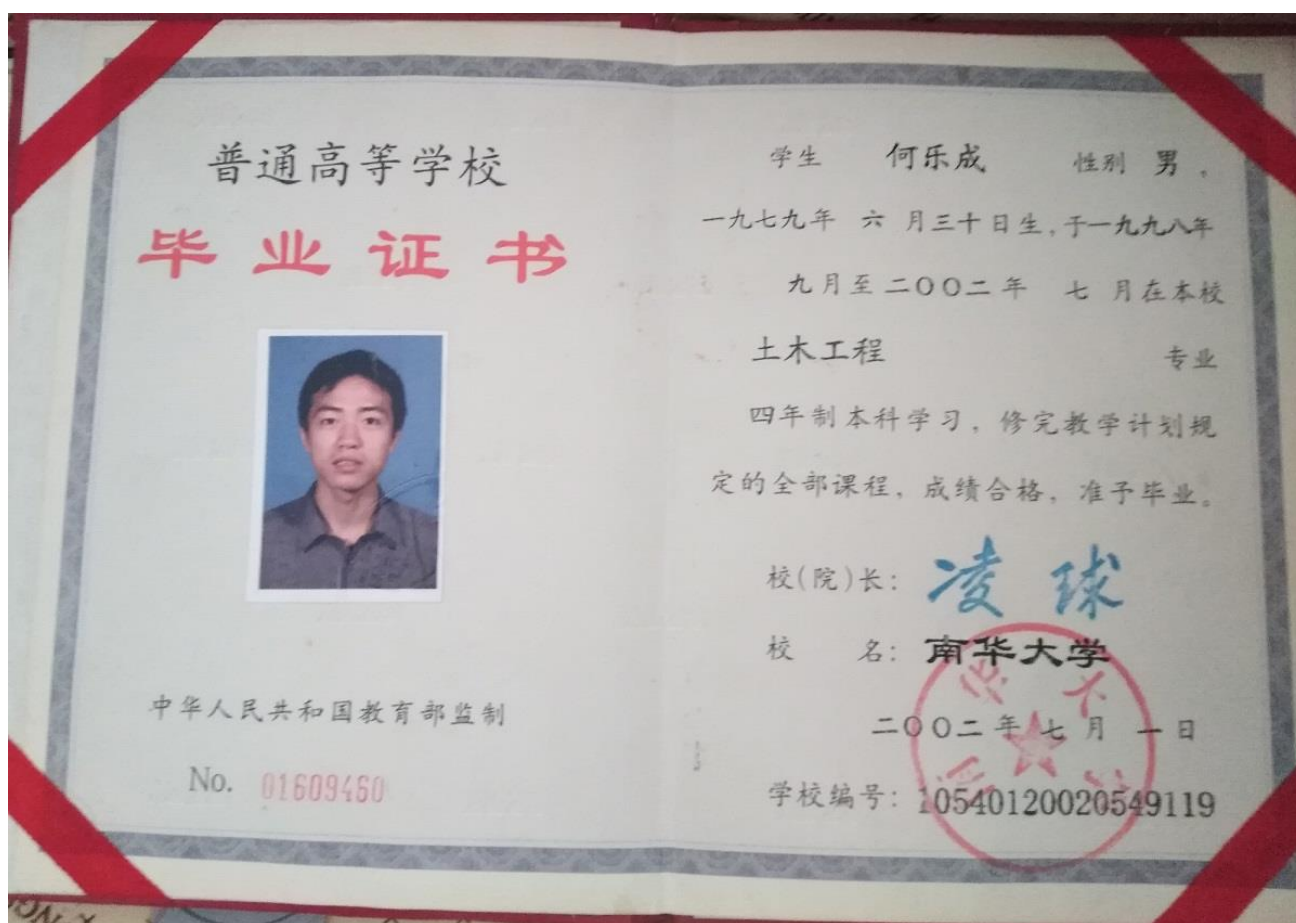 普通高等学校
毕业证书
中华人民共和国教育部监制
No. 01609460
学生 何乐成 性别 男,
一九七九年 六 月三十日生,于一九九八年
九月至二〇〇二年 七 月在本校
土木工程 专业
四年制本科学习,修完教学计划规
定的全部课程,成绩合格,准予毕业。
校(院)长: 凌球
校 名: 南华大学
二〇〇二年 七 月 一 日
学校编号: 10540120020549119